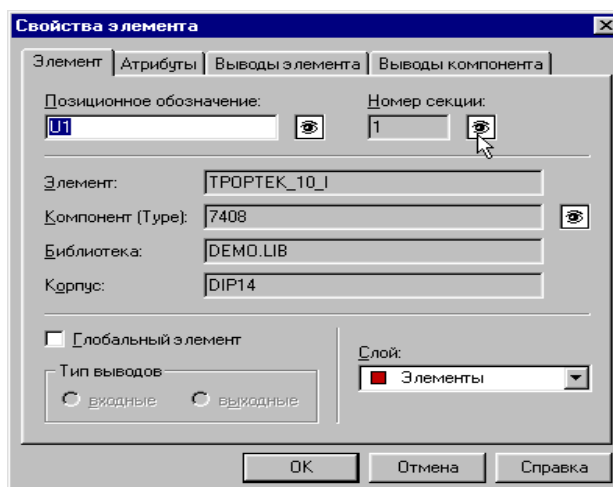 Свойства элемента
Элемент Атрибуты Выводы элемента Выводы компонента
Позиционное обозначение: Номер секции:
U1 1
Элемент: TPOPTEK_10_I
Компонент (Type): 7408
Библиотека: DEMO.LIB
Корпус: DIP14
Глобальный элемент
Слой:
Тип выводов
Элементы
входные выходные
OK Отмена Справка